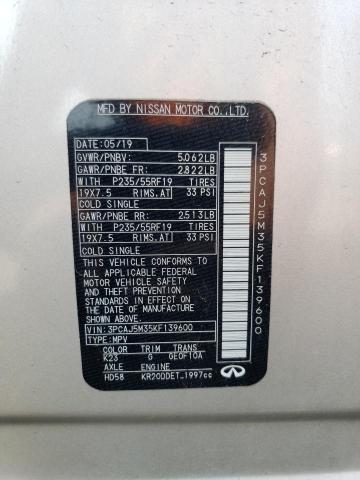 MFD BY NISSAN MOTOR CO.,LTD.
DATE:05/19
GVWR/PNBV: 5.062LB
GAWR/PNBE FR: 2.822LB
WITH P235/55RF19 TIRES
19X7.5 RIMS.AT 33 PSI
COLD SINGLE
GAWR/PNBE RR: 2.513LB
WITH P235/55RF19 TIRES
19X7.5 RIMS.AT 33 PSI
COLD SINGLE
THIS VEHICLE CONFORMS TO
ALL APPLICABLE FEDERAL
MOTOR VEHICLE SAFETY
AND THEFT PREVENTION
STANDARDS IN EFFECT ON
THE DATE OF MANUFACTURE
SHOWN ABOVE.
VIN:3PCAJ5M35KF139600
TYPE:MPV
COLOR TRIM TRANS
K23 G GE0F10A
AXLE ENGINE
HD58 KR20DDET 1997cc
INFINITI
3PCAJ5M35KF139600